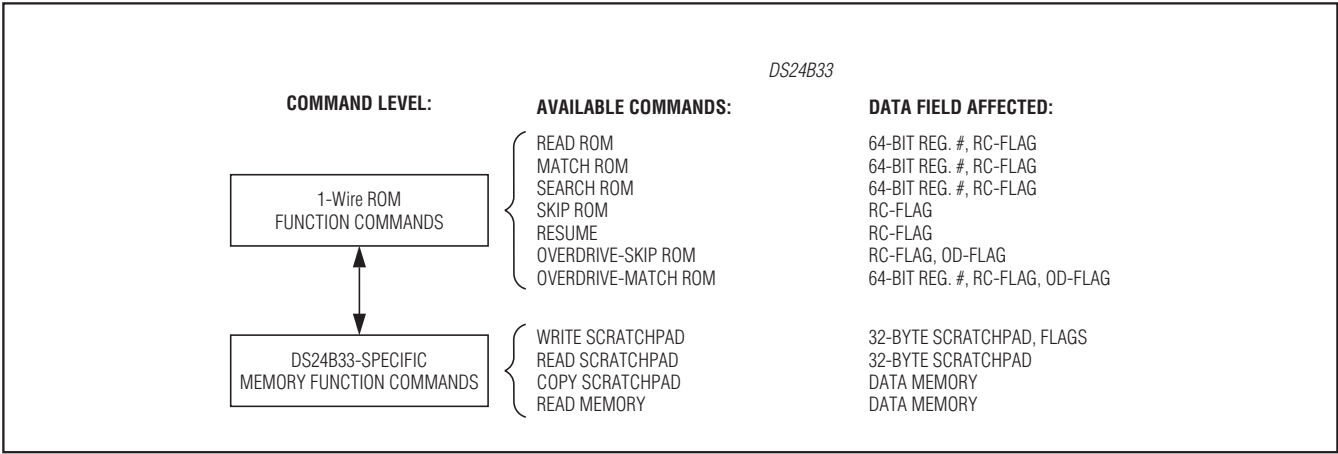 DS24B33
COMMAND LEVEL: AVAILABLE COMMANDS: DATA FIELD AFFECTED:
1-Wire ROM
FUNCTION COMMANDS
READ ROM 64-BIT REG. #, RC-FLAG
MATCH ROM 64-BIT REG. #, RC-FLAG
SEARCH ROM 64-BIT REG. #, RC-FLAG
SKIP ROM RC-FLAG
RESUME RC-FLAG
OVERDRIVE-SKIP ROM RC-FLAG, OD-FLAG
OVERDRIVE-MATCH ROM 64-BIT REG. #, RC-FLAG, OD-FLAG
DS24B33-SPECIFIC
MEMORY FUNCTION COMMANDS
WRITE SCRATCHPAD 32-BYTE SCRATCHPAD, FLAGS
READ SCRATCHPAD 32-BYTE SCRATCHPAD
COPY SCRATCHPAD DATA MEMORY
READ MEMORY DATA MEMORY